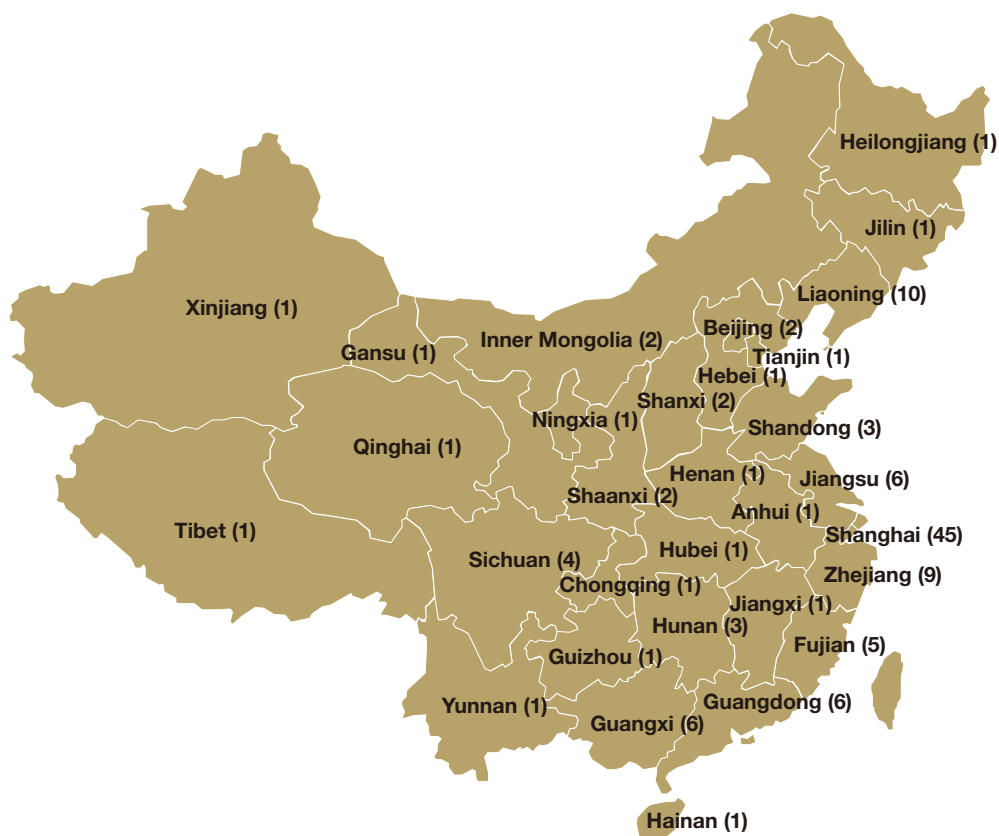 Heilongjiang (1)
Jilin (1)
Liaoning (10)
Xinjiang (1)
Beijing (2)
Inner Mongolia (2)
Gansu (1)
Tianjin (1)
Hebei (1)
Shanxi (2)
Ningxia (1)
Shandong (3)
Qinghai (1)
Henan (1)
Jiangsu (6)
Shaanxi (2)
Anhui (1)
Tibet (1)
Shanghai (45)
Hubei (1)
Sichuan (4)
Zhejiang (9)
Chongqing (1)
Jiangxi (1)
Hunan (3)
Fujian (5)
Guizhou (1)
Guangdong (6)
Yunnan (1)
Guangxi (6)
Hainan (1)